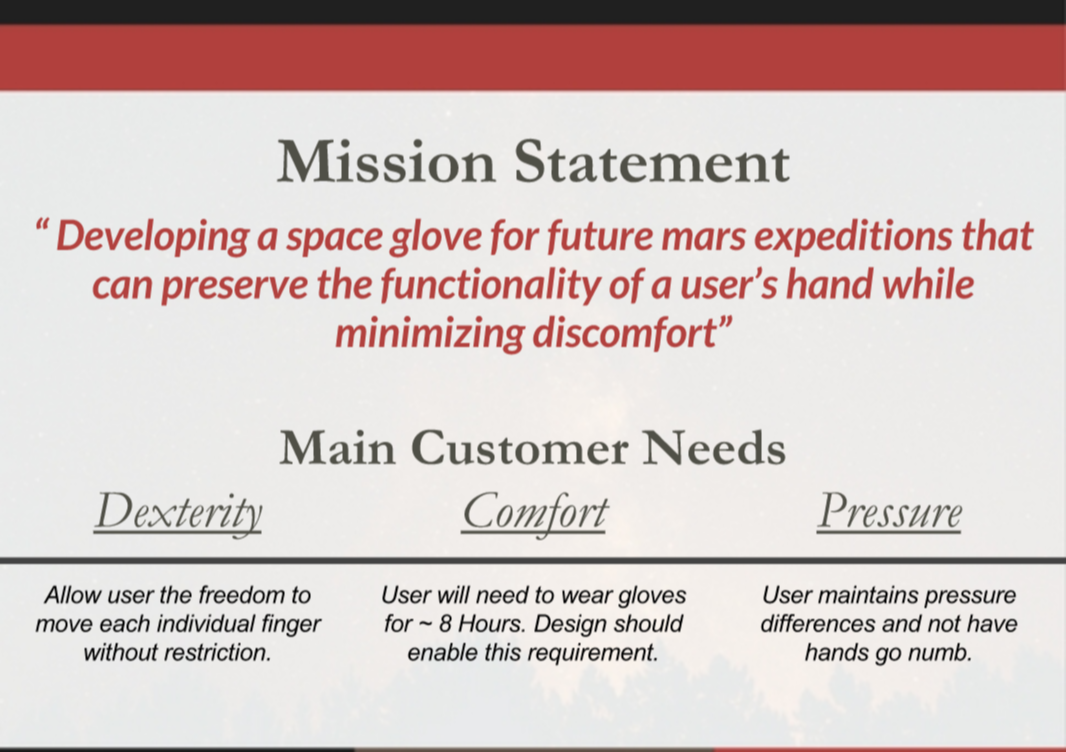 Mission Statement
“ Developing a space glove for future mars expeditions that
can preserve the functionality of a user’s hand while
minimizing discomfort”
Main Customer Needs
Dexterity
Allow user the freedom to
move each individual finger
without restriction.
Comfort
User will need to wear gloves
for ~ 8 Hours. Design should
enable this requirement.
Pressure
User maintains pressure
differences and not have
hands go numb.